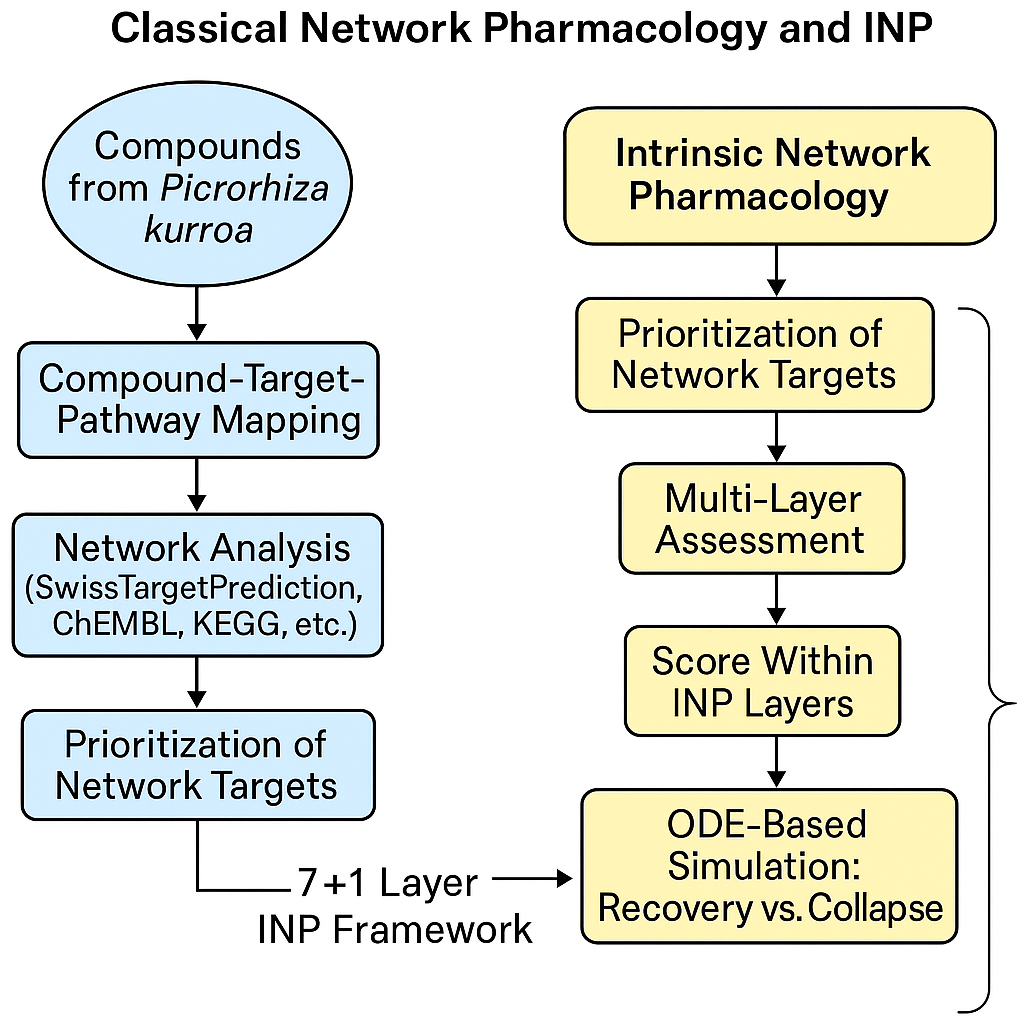 Classical Network Pharmacology and INP
Compounds
from Picrorhiza
kurroa
Compound-Target-
Pathway Mapping
Network Analysis
(SwissTargetPrediction,
ChEMBL, KEGG, etc.)
Prioritization of
Network Targets
7+1 Layer
INP Framework
Intrinsic Network
Pharmacology
Prioritization of
Network Targets
Multi-Layer
Assessment
Score Within
INP Layers
ODE-Based
Simulation:
Recovery vs. Collapse